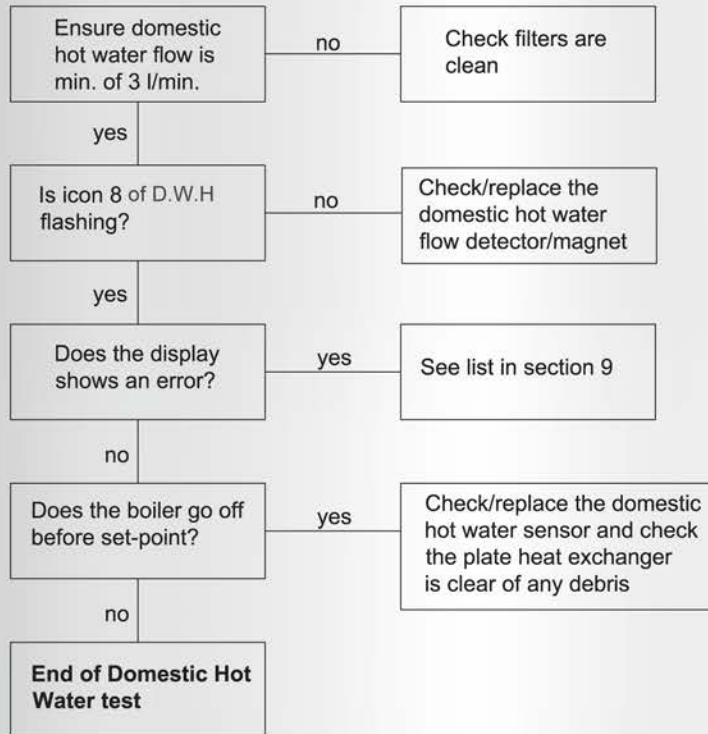 Ensure domestic
hot water flow is
min. of 3 l/min.
no
Check filters are
clean
yes
Is icon 8 of D.W.H
flashing?
no
Check/replace the
domestic hot water
flow detector/magnet
yes
Does the display
shows an error?
yes
See list in section 9
no
Does the boiler go off
before set-point?
yes
Check/replace the domestic
hot water sensor and check
the plate heat exchanger
is clear of any debris
no
End of Domestic Hot
Water test